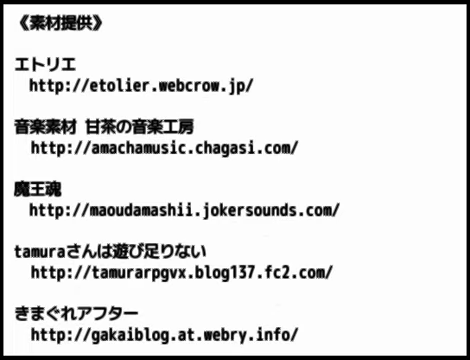 《素材提供》
エトリエ
http://etolier.webcrow.jp/
音楽素材 甘茶の音楽工房
http://amachamusic.chagasi.com/
魔王魂
http://maoudamashii.jokersounds.com/
tamuraさんは遊び足りない
http://tamurarpgvx.blog137.fc2.com/
きまぐれアフター
http://gakaiblog.at.webry.info/